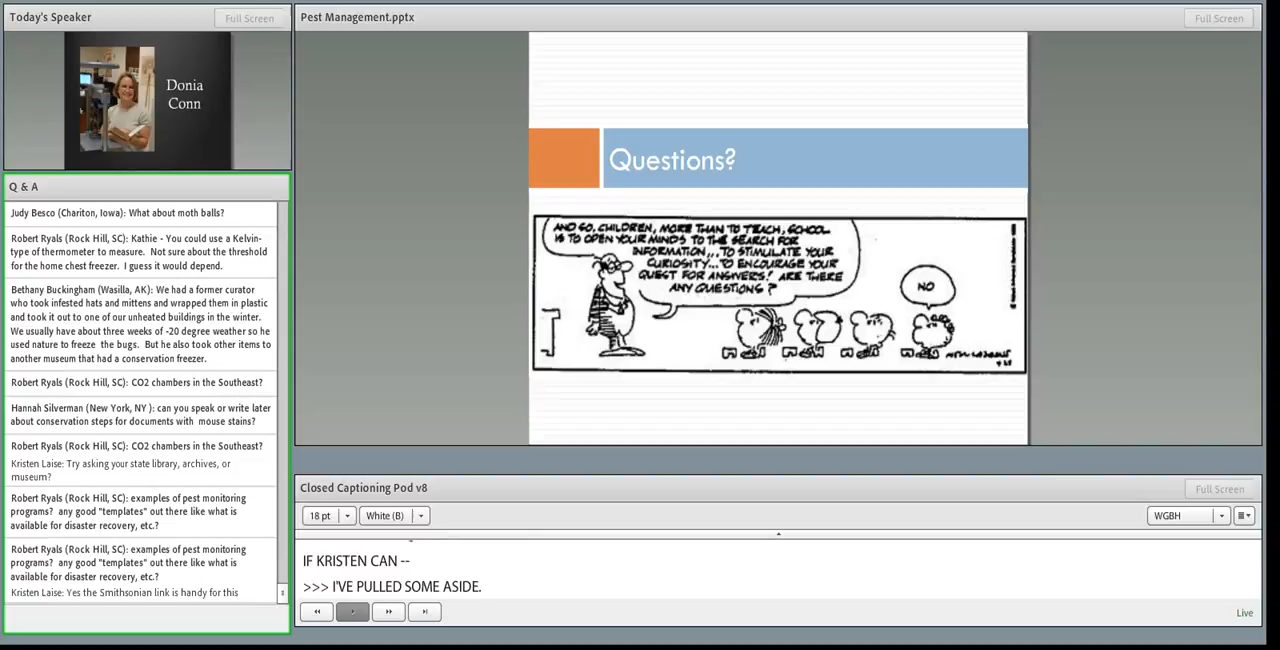 Today's Speaker
Full Screen
Donia
Conn
Q & A
Judy Besco (Chariton, Iowa): What about moth balls?
Robert Ryals (Rock Hill, SC): Kathie - You could use a Kelvin-
type of thermometer to measure. Not sure about the threshold
for the home chest freezer. I guess it would depend.
Bethany Buckingham (Wasilla, AK): We had a former curator
who took infested hats and mittens and wrapped them in plastic
and took it out to one of our unheated buildings in the winter.
We usually have about three weeks of -20 degree weather so he
used nature to freeze the bugs. But he also took other items to
another museum that had a conservation freezer.
Robert Ryals (Rock Hill, SC): CO2 chambers in the Southeast?
Hannah Silverman (New York, NY ): can you speak or write later
about conservation steps for documents with mouse stains?
Robert Ryals (Rock Hill, SC): CO2 chambers in the Southeast?
Kristen Laise: Try asking your state library, archives, or
museum?
Robert Ryals (Rock Hill, SC): examples of pest monitoring
programs? any good "templates" out there like what is
available for disaster recovery, etc.?
Robert Ryals (Rock Hill, SC): examples of pest monitoring
programs? any good "templates" out there like what is
available for disaster recovery, etc.?
Kristen Laise: Yes the Smithsonian link is handy for this
Pest Management.pptx
Full Screen
Questions?
AND SO, CHILDREN, MORE THAN TO TEACH, SCHOOL
IS TO OPEN YOUR MINDS TO THE SEARCH FOR
INFORMATION... TO STIMULATE YOUR
CURIOSITY... TO ENCOURAGE YOUR
QUEST FOR ANSWERS! ARE THERE
ANY QUESTIONS?
NO
Closed Captioning Pod v8
Full Screen
18 pt
White (B)
WGBH
IF KRISTEN CAN --
>>> I'VE PULLED SOME ASIDE.
Live